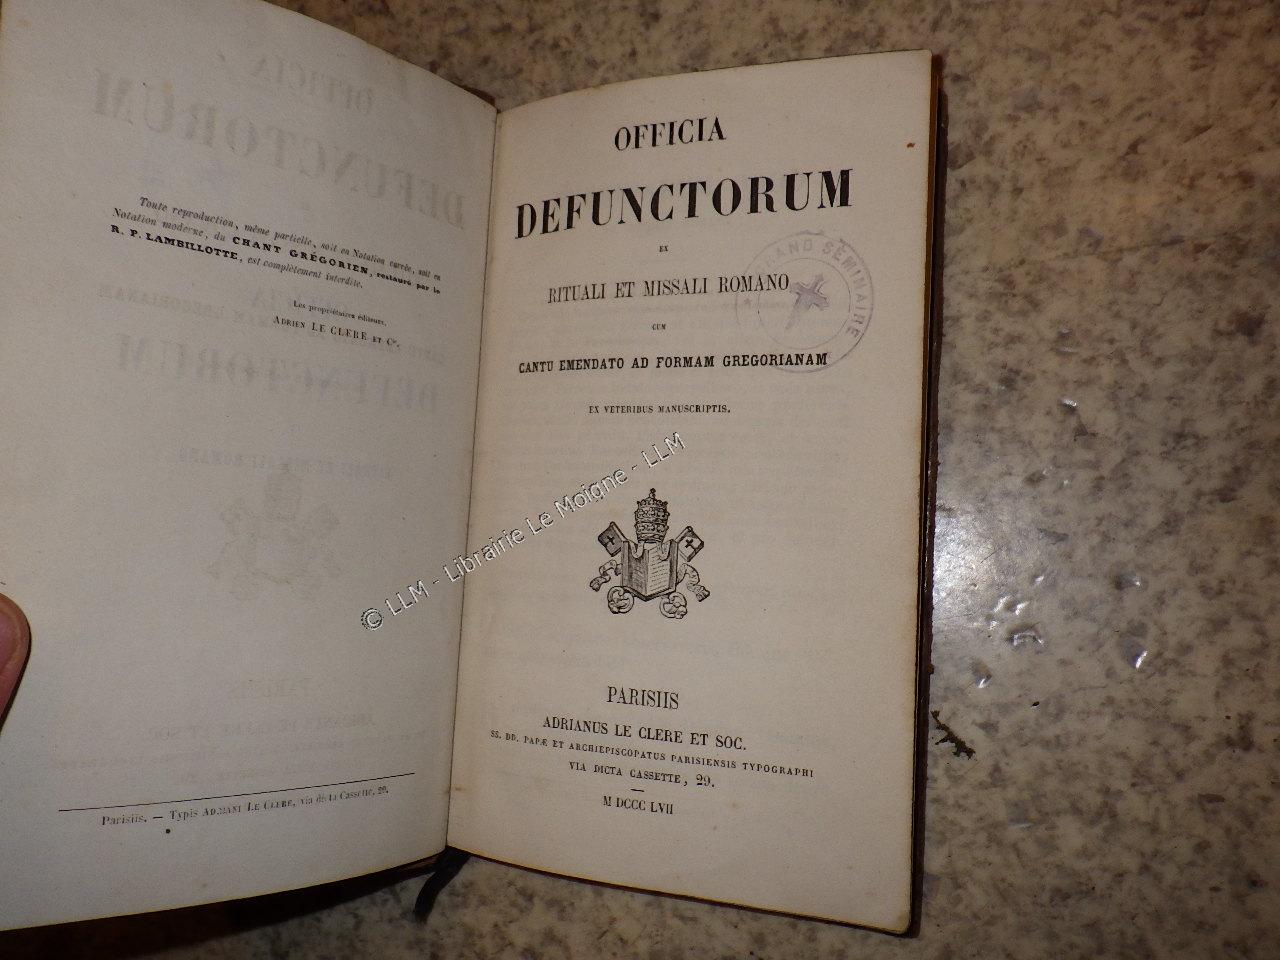 Toute reproduction, même partielle, soit en Notation carrée, soit en
Notation moderne, du CHANT GRÉGORIEN, restauré par le
R. P. LAMBILLOTTE, est complètement interdite.
Les propriétaires éditeurs,
ADRIEN LE CLERE ET Cie.
Parisiis. — Typis ADRIANI LE CLERE, via dicta Cassette, 29.
OFFICIA
DEFUNCTORUM
EX
RITUALI ET MISSALI ROMANO
CUM
CANTU EMENDATO AD FORMAM GREGORIANAM
EX VETERIBUS MANUSCRIPTIS.
GRAND SÉMINAIRE
PARISIIS
ADRIANUS LE CLERE ET SOC.
SS. DD. PAPÆ ET ARCHIEPISCOPATUS PARISIENSIS TYPOGRAPHI
VIA DICTA CASSETTE, 29.
M DCCC LVII
© LLM - Librairie Le Moigne - LLM